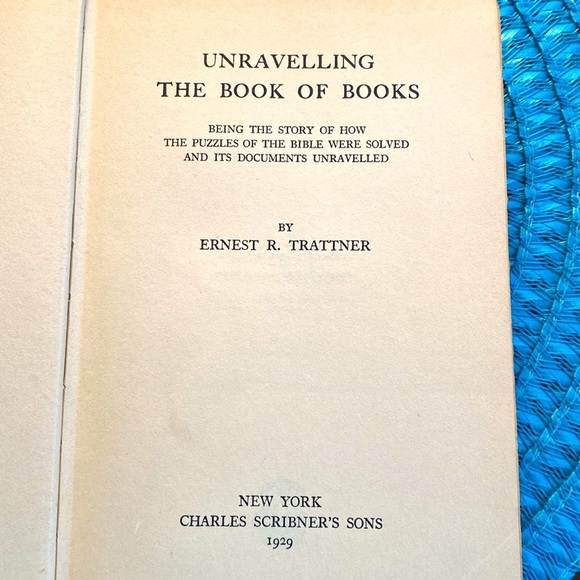 UNRAVELLING
THE BOOK OF BOOKS
BEING THE STORY OF HOW
THE PUZZLES OF THE BIBLE WERE SOLVED
AND ITS DOCUMENTS UNRAVELLED
BY
ERNEST R. TRATTNER
NEW YORK
CHARLES SCRIBNER'S SONS
1929